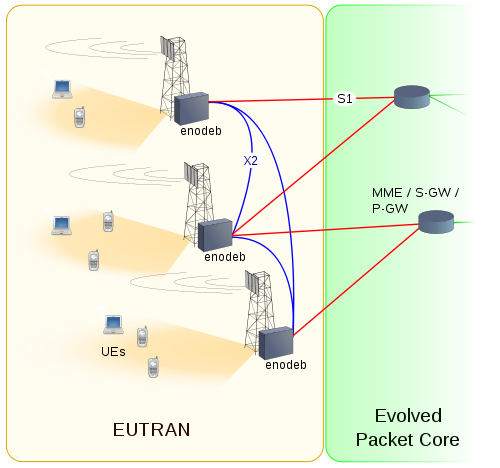 S1
enodeb
X2
MME / S-GW /
P-GW
enodeb
UEs
enodeb
EUTRAN
Evolved
Packet Core